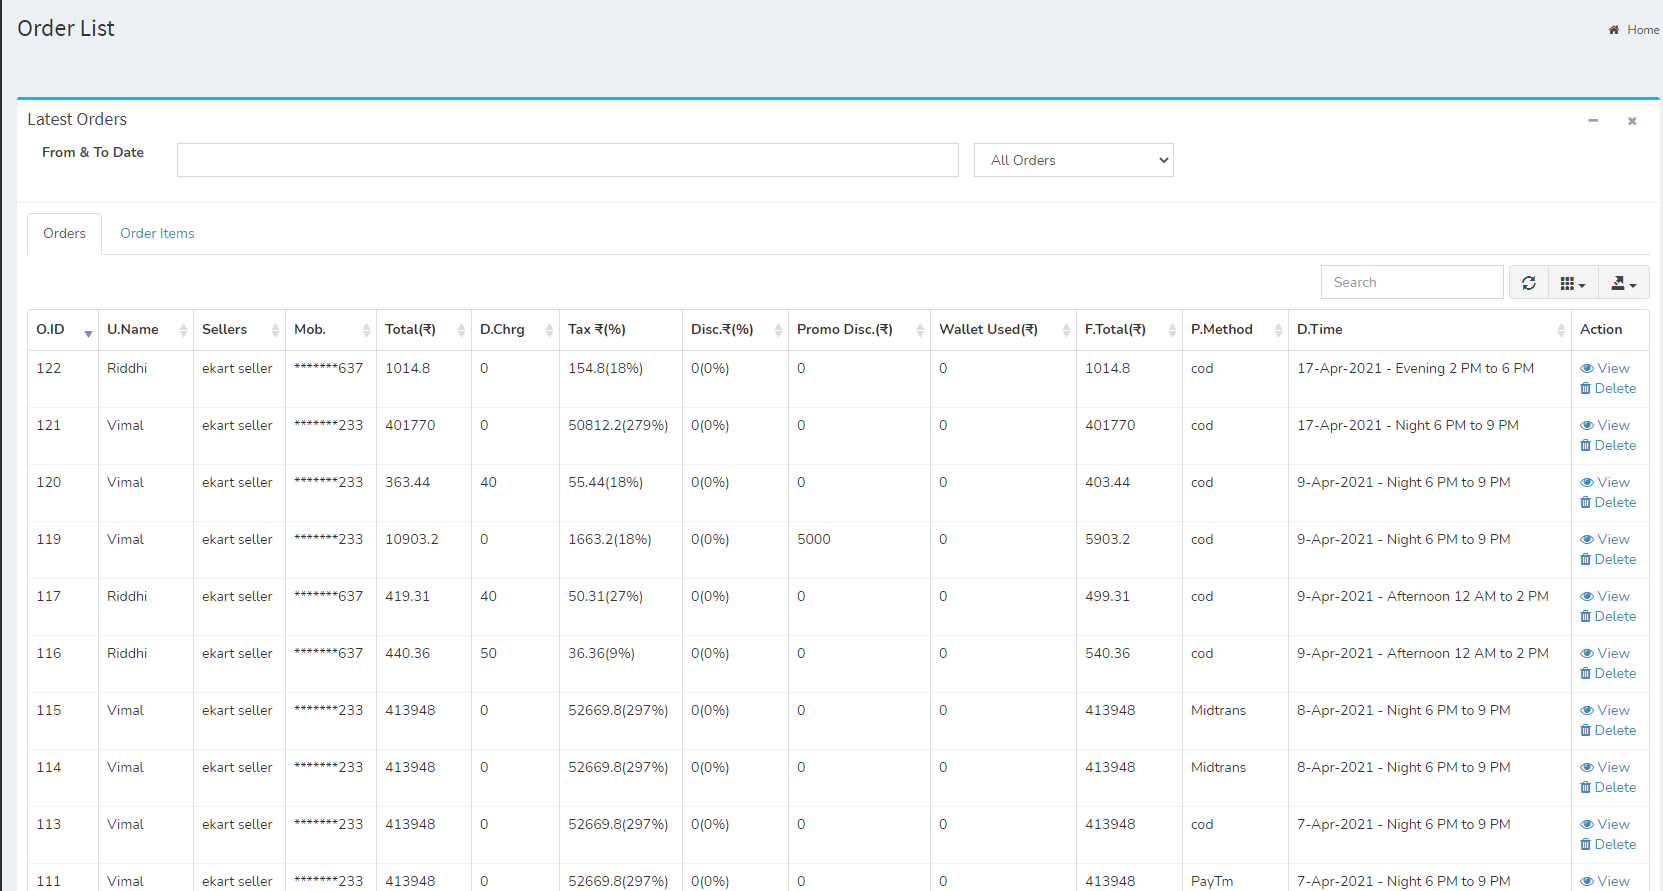 Order List
Home
Latest Orders
From & To Date
All Orders
Orders Order Items
Search
O.ID U.Name Sellers Mob. Total(₹) D.Chrg Tax ₹(%) Disc.₹(%) Promo Disc.(₹) Wallet Used(₹) F.Total(₹) P.Method D.Time Action
122 Riddhi ekart seller *******637 1014.8 0 154.8(18%) 0(0%) 0 0 1014.8 cod 17-Apr-2021 - Evening 2 PM to 6 PM View
Delete
121 Vimal ekart seller *******233 401770 0 50812.2(279%) 0(0%) 0 0 401770 cod 17-Apr-2021 - Night 6 PM to 9 PM View
Delete
120 Vimal ekart seller *******233 363.44 40 55.44(18%) 0(0%) 0 0 403.44 cod 9-Apr-2021 - Night 6 PM to 9 PM View
Delete
119 Vimal ekart seller *******233 10903.2 0 1663.2(18%) 0(0%) 5000 0 5903.2 cod 9-Apr-2021 - Night 6 PM to 9 PM View
Delete
117 Riddhi ekart seller *******637 419.31 40 50.31(27%) 0(0%) 0 0 499.31 cod 9-Apr-2021 - Afternoon 12 AM to 2 PM View
Delete
116 Riddhi ekart seller *******637 440.36 50 36.36(9%) 0(0%) 0 0 540.36 cod 9-Apr-2021 - Afternoon 12 AM to 2 PM View
Delete
115 Vimal ekart seller *******233 413948 0 52669.8(297%) 0(0%) 0 0 413948 Midtrans 8-Apr-2021 - Night 6 PM to 9 PM View
Delete
114 Vimal ekart seller *******233 413948 0 52669.8(297%) 0(0%) 0 0 413948 Midtrans 8-Apr-2021 - Night 6 PM to 9 PM View
Delete
113 Vimal ekart seller *******233 413948 0 52669.8(297%) 0(0%) 0 0 413948 cod 7-Apr-2021 - Night 6 PM to 9 PM View
Delete
111 Vimal ekart seller *******233 413948 0 52669.8(297%) 0(0%) 0 0 413948 PayTm 7-Apr-2021 - Night 6 PM to 9 PM View